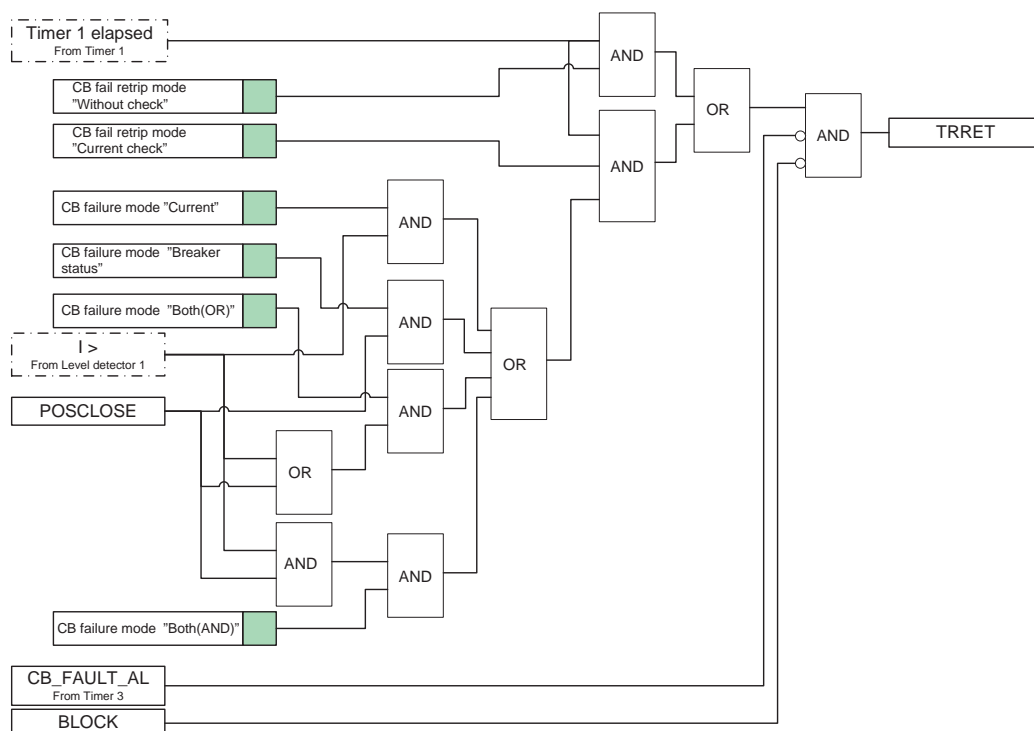 Timer 1 elapsed
From Timer 1
CB fail retrip mode
”Without check”
CB fail retrip mode
”Current check”
CB failure mode ”Current”
CB failure mode ”Breaker
status”
CB failure mode ”Both(OR)”
I >
From Level detector 1
POSCLOSE
CB failure mode ”Both(AND)”
CB_FAULT_AL
From Timer 3
BLOCK
AND
AND
AND
AND
AND
OR
AND
AND
OR
OR
AND
TRRET